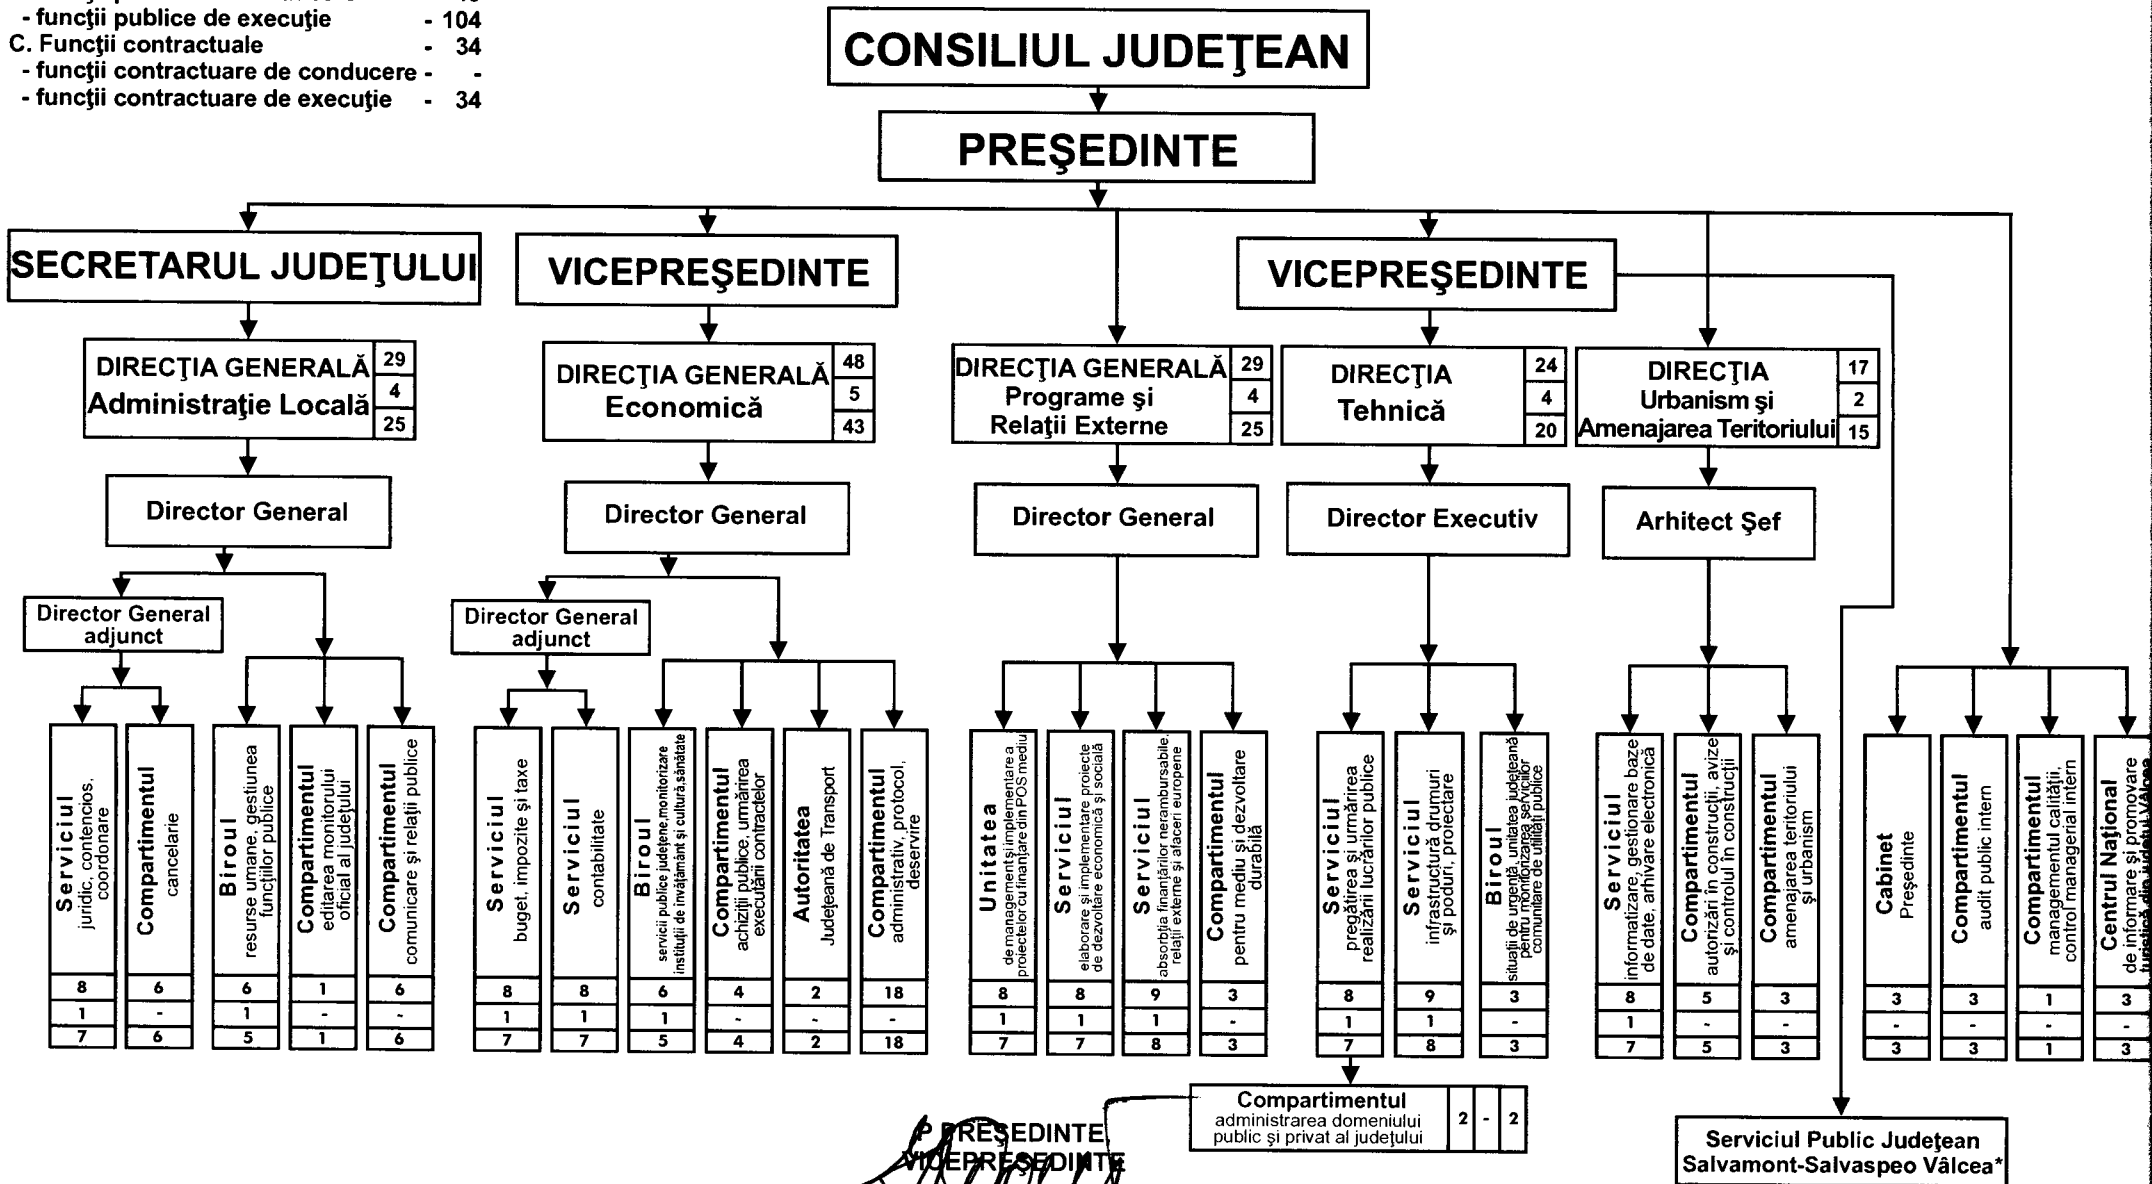 - funcţii publice de execuţie - 104
C. Funcţii contractuale - 34
- funcţii contractuare de conducere - -
- funcţii contractuare de execuţie - 34
CONSILIUL JUDEŢEAN
PREŞEDINTE
SECRETARUL JUDEŢULUI
VICEPREŞEDINTE
VICEPREŞEDINTE
DIRECŢIA GENERALĂ
Administraţie Locală
29
4
25
DIRECŢIA GENERALĂ
Economică
48
5
43
DIRECŢIA GENERALĂ
Programe şi
Relaţii Externe
29
4
25
DIRECŢIA
Tehnică
24
4
20
DIRECŢIA
Urbanism şi
Amenajarea Teritoriului
17
2
15
Director General
Director General
Director General
Director Executiv
Arhitect Şef
Director General
adjunct
Director General
adjunct
Serviciul
juridic, contencios,
coordonare
8
1
7
Compartimentul
cancelarie
6
-
6
Biroul
resurse umane, gestiunea
funcţiilor publice
6
1
5
Compartimentul
editarea monitorului
oficial al judeţului
1
-
1
Compartimentul
comunicare şi relaţii publice
6
-
6
Serviciul
buget, impozite şi taxe
8
1
7
Serviciul
contabilitate
8
1
7
Biroul
servicii publice judeţene,monitorizare
instituţii de învăţământ şi cultură,sănătate
6
1
5
Compartimentul
achiziţii publice, urmărirea
executării contractelor
4
-
4
Autoritatea
Judeţeană de Transport
2
-
2
Compartimentul
administrativ, protocol,
deservire
18
-
18
Unitatea
de management şi implementare a
proiectelor cu finanţare din POS mediu
8
1
7
Serviciul
elaborare şi implementare proiecte
de dezvoltare economică şi socială
8
1
7
Serviciul
absorbţia finanţărilor nerambursabile,
relaţii externe şi afaceri europene
9
1
8
Compartimentul
pentru mediu şi dezvoltare
durabilă
3
-
3
Serviciul
pregătirea şi urmărirea
realizării lucrărilor publice
8
1
7
Serviciul
infrastructură drumuri
şi poduri, proiectare
9
1
8
Biroul
situaţii de urgenţă, unitatea judeţeană
pentru monitorizarea serviciilor
comunitare de utilităţi publice
3
-
3
Serviciul
informatizare, gestionare baze
de date, arhivare electronică
8
1
7
Compartimentul
autorizări în construcţii, avize
şi controlul în construcţii
5
-
5
Compartimentul
amenajarea teritoriului
şi urbanism
3
-
3
Cabinet
Preşedinte
3
-
3
Compartimentul
audit public intern
3
-
3
Compartimentul
managementul calităţii,
control managerial intern
1
-
1
Centrul Naţional
de informare şi promovare
turistică din judeţul Vâlcea
3
-
3
Compartimentul
administrarea domeniului
public şi privat al judeţului
2 - 2
P PREŞEDINTE
VICEPREŞEDINTE
Serviciul Public Judeţean
Salvamont-Salvaspeo Vâlcea*